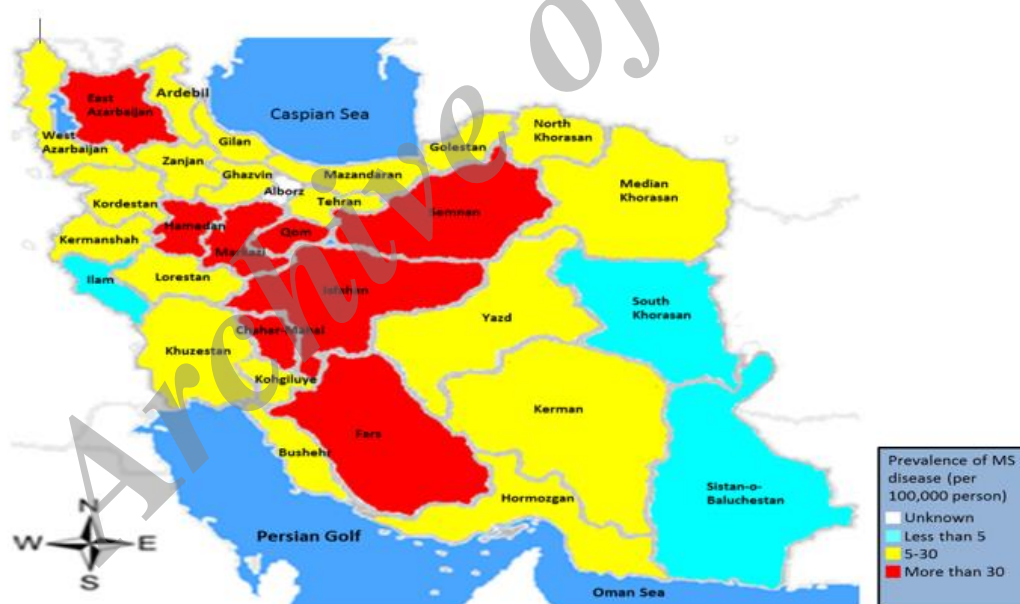 Archive of
Caspian Sea
East
Azarbaijan
Ardebil
West
Azarbaijan
Gilan
Zanjan
Ghazvin
Alborz
Mazandaran
Tehran
Golestan
North
Khorasan
Median
Khorasan
Kordestan
Hamedan
Markazi
Qom
Semnan
Kermanshah
Ilam
Lorestan
Isfahan
Yazd
South
Khorasan
Khuzestan
Chahar-Mahal
Kohgiluye
Fars
Kerman
Bushehr
Hormozgan
Sistan-o-
Baluchestan
Persian Golf
Oman Sea
N
W
E
S
Prevalence of MS
disease (per
100,000 person)
Unknown
Less than 5
5-30
More than 30